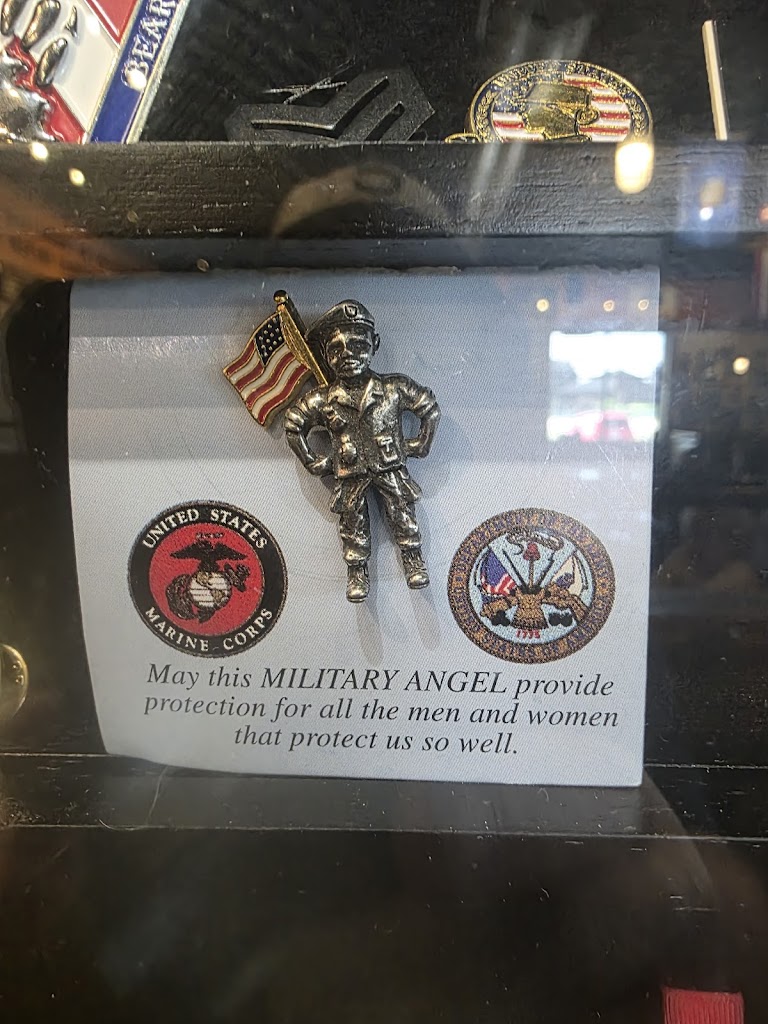 BEAR
UNITED STATES
MARINE CORPS
1775
May this MILITARY ANGEL provide
protection for all the men and women
that protect us so well.